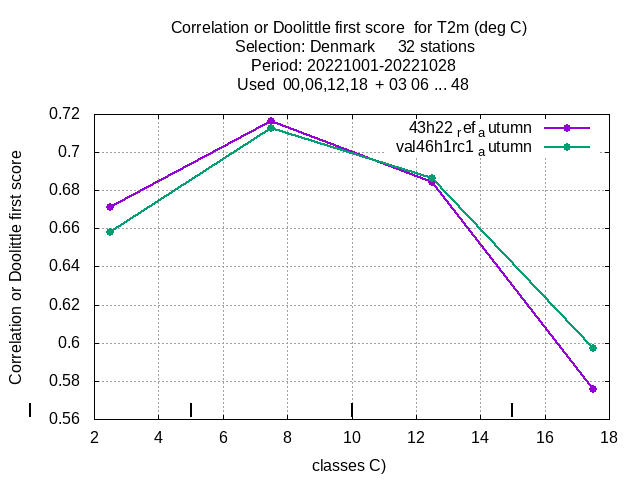 Correlation or Doolittle first score for T2m (deg C)
Selection: Denmark 32 stations
Period: 20221001-20221028
Used 00,06,12,18 + 03 06 ... 48
43h22 ref autumn
val46h1rc1 autumn
Correlation or Doolittle first score
0.72
0.7
0.68
0.66
0.64
0.62
0.6
0.58
0.56
2 4 6 8 10 12 14 16 18
classes C)